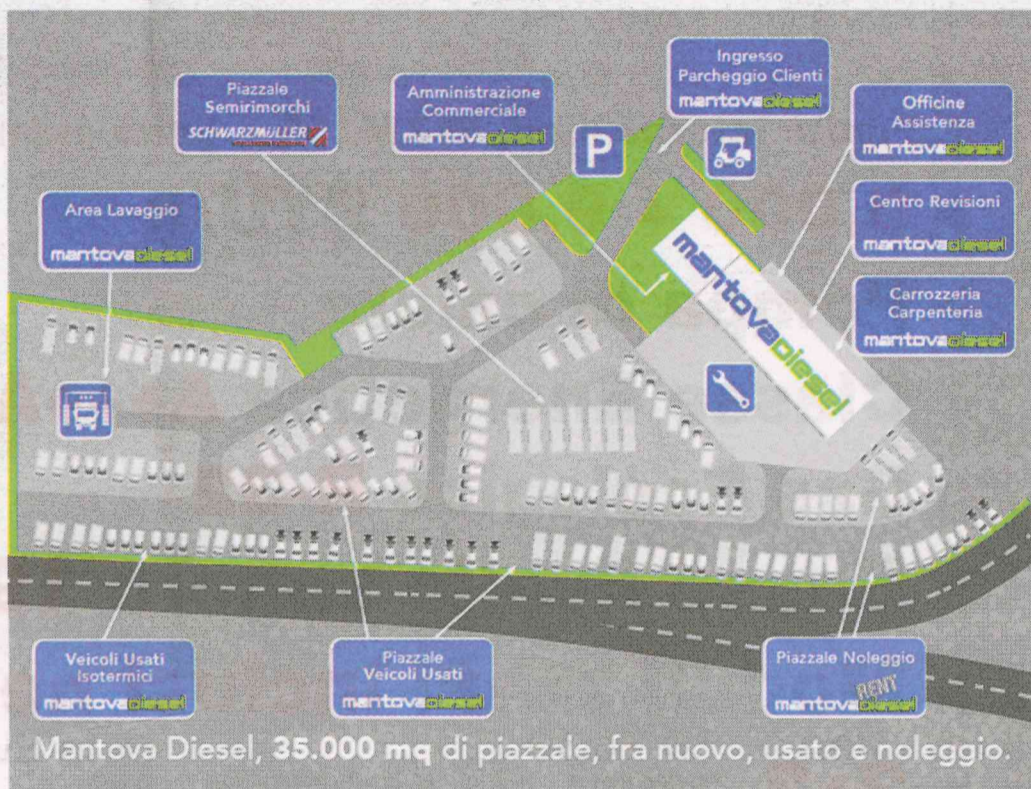 Ingresso
Parcheggio Clienti
mantovadiesel
Piazzale
Semirimorchi
SCHWARZMÜLLER
Amministrazione
Commerciale
mantovadiesel
P
Officine
Assistenza
mantovadiesel
Area Lavaggio
mantovadiesel
Centro Revisioni
mantovadiesel
Carrozzeria
Carpenteria
mantovadiesel
mantovadiesel
Veicoli Usati
Isotermici
mantovadiesel
Piazzale
Veicoli Usati
mantovadiesel
Piazzale Noleggio
RENT
mantovadiesel
Mantova Diesel, 35.000 mq di piazzale, fra nuovo, usato e noleggio.